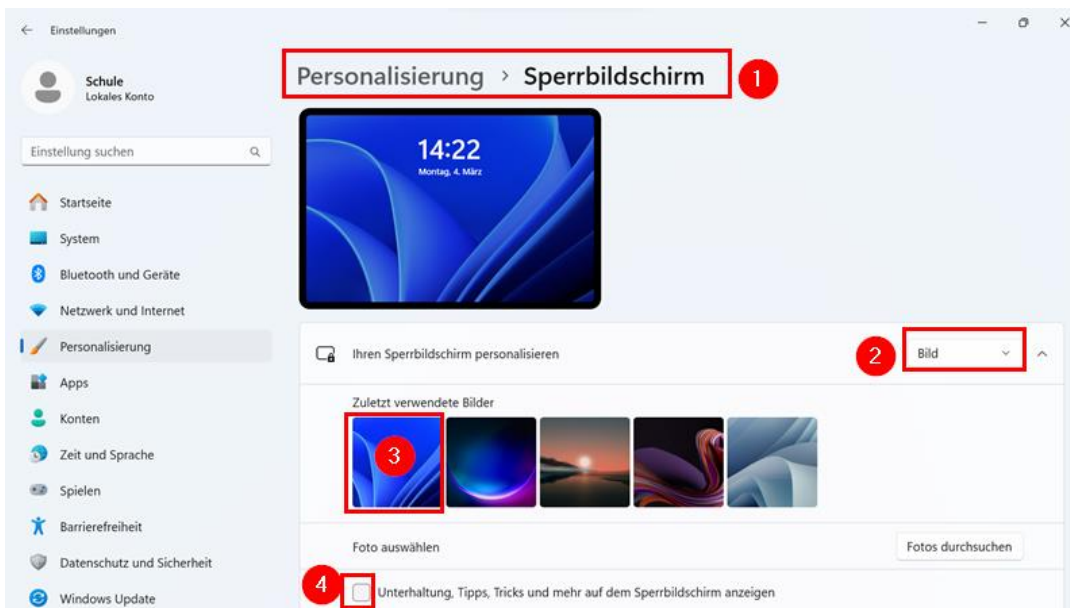 Einstellungen
Schule
Lokales Konto
Einstellung suchen
Startseite
System
Bluetooth und Geräte
Netzwerk und Internet
Personalisierung
Apps
Konten
Zeit und Sprache
Spielen
Barrierefreiheit
Datenschutz und Sicherheit
Windows Update
Personalisierung > Sperrbildschirm
1
14:22
Montag, 4. März
Ihren Sperrbildschirm personalisieren
2
Bild
Zuletzt verwendete Bilder
3
Foto auswählen
Fotos durchsuchen
4
Unterhaltung, Tipps, Tricks und mehr auf dem Sperrbildschirm anzeigen